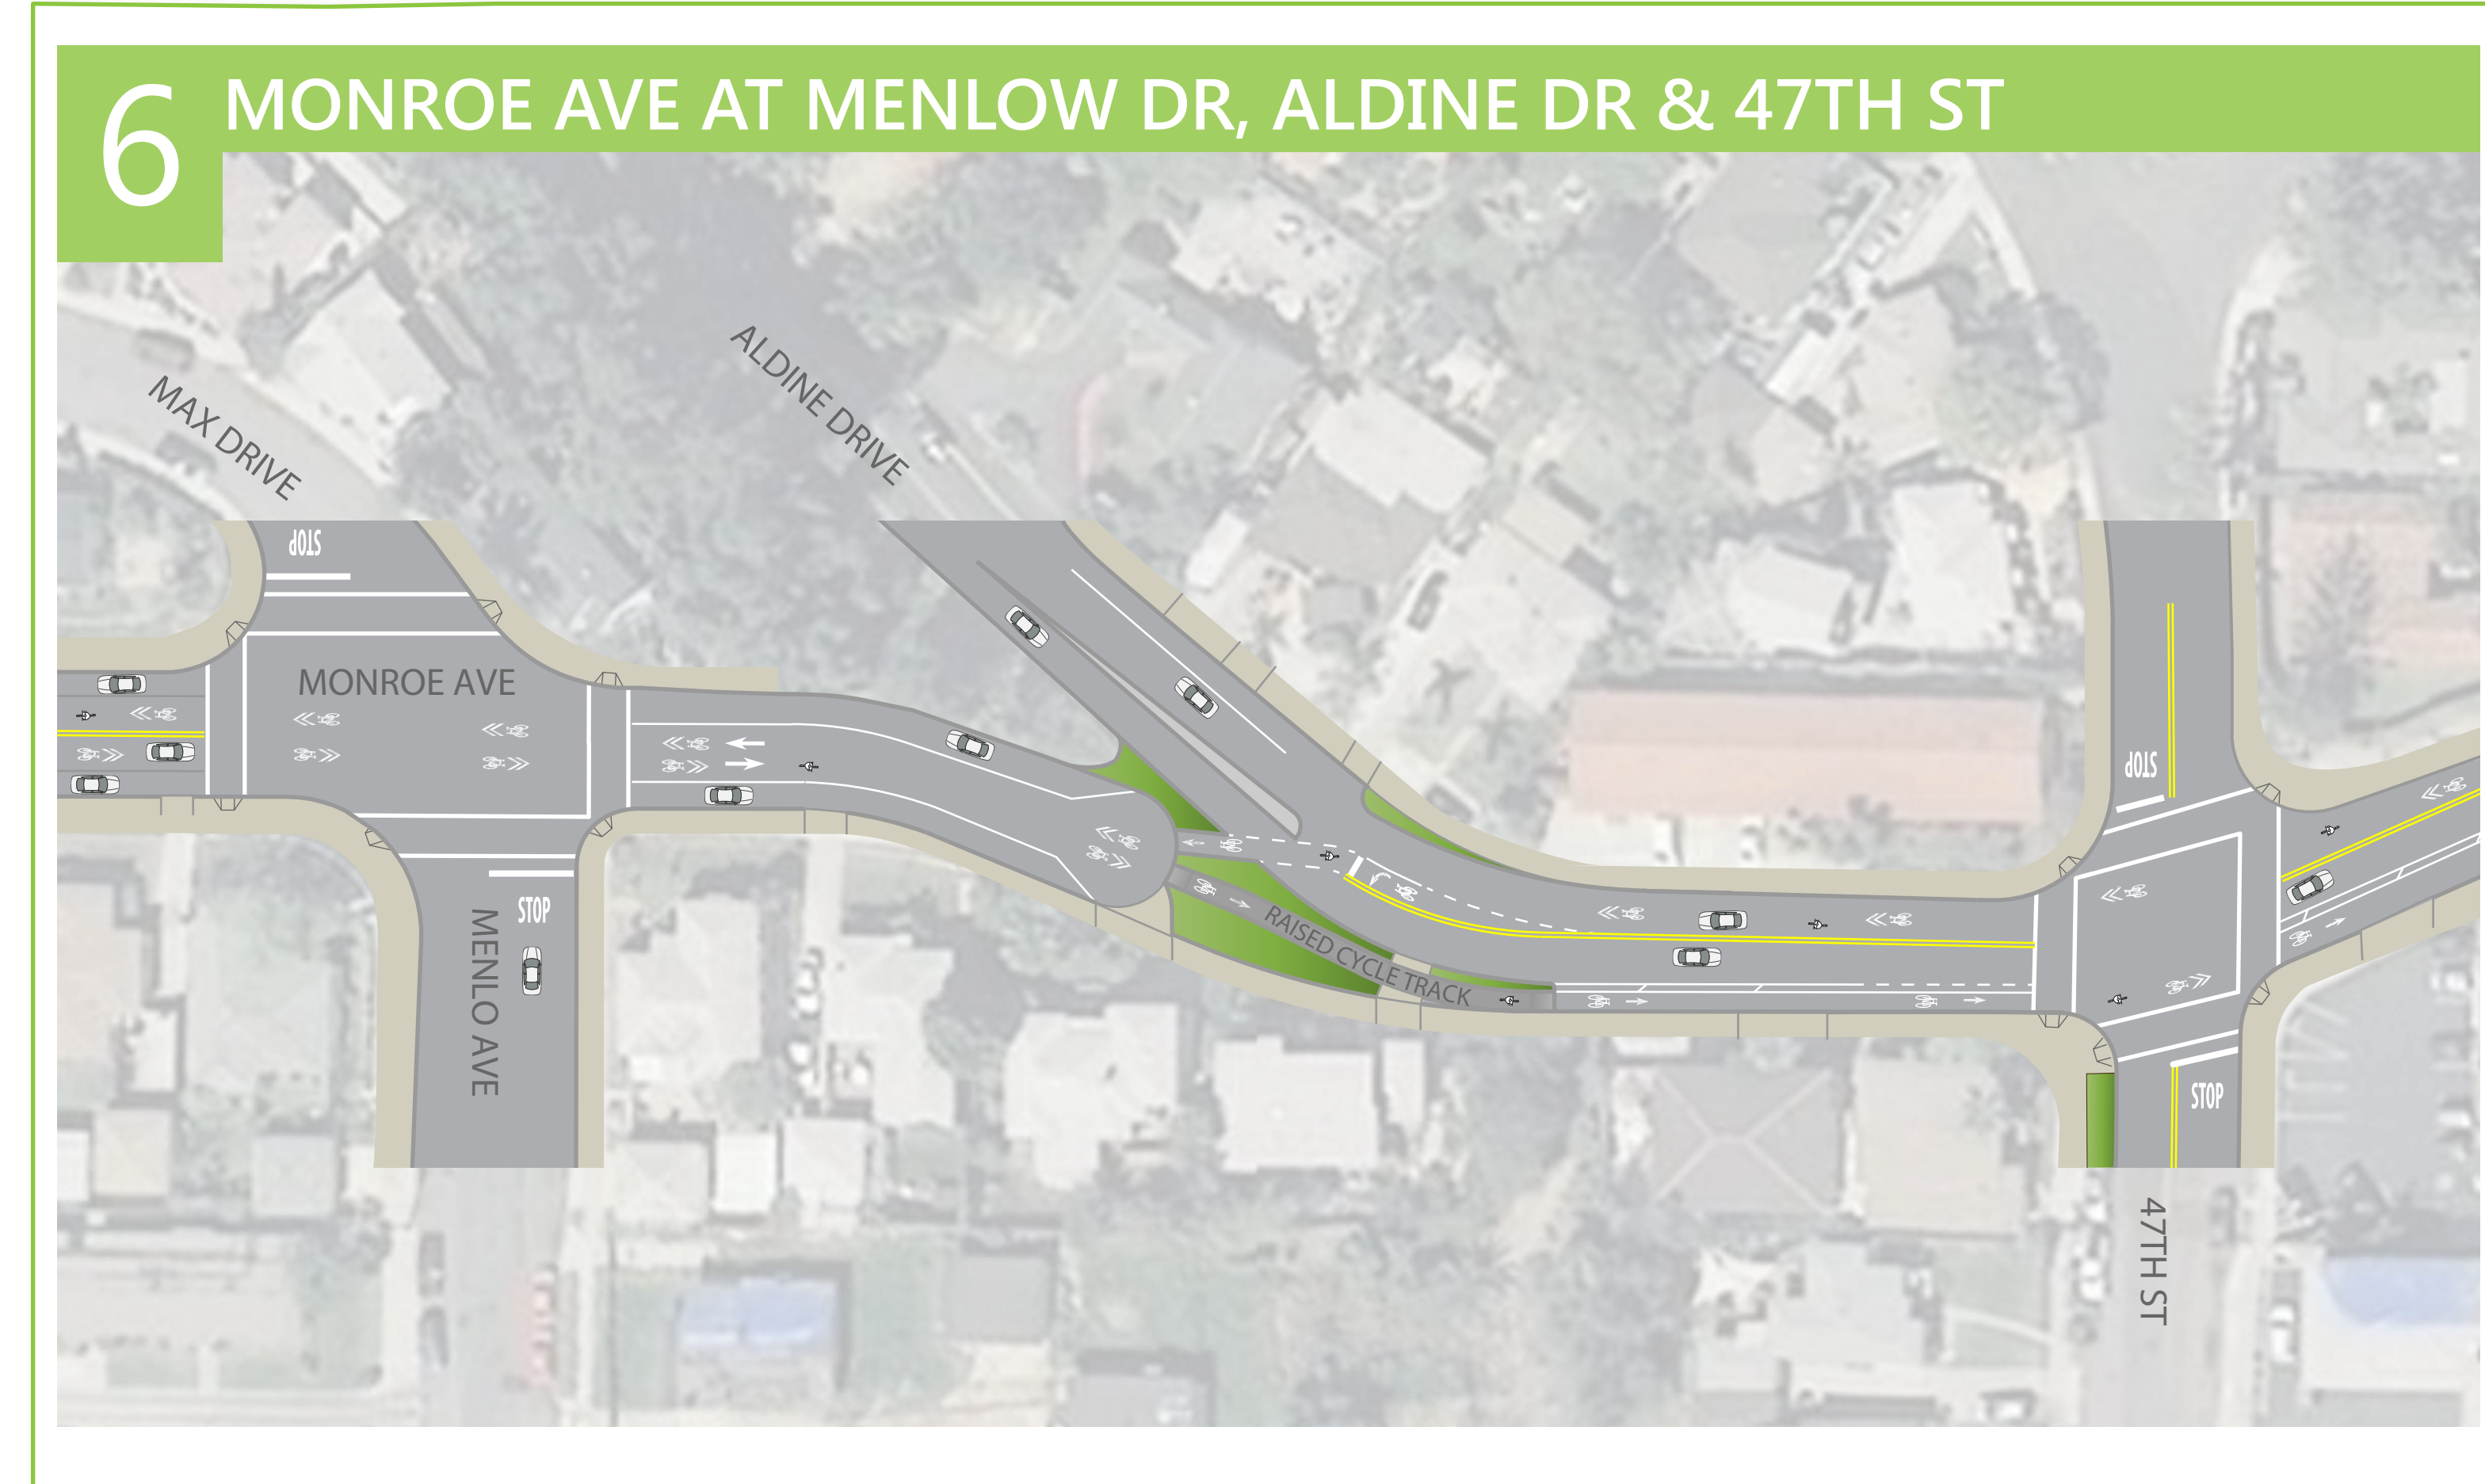 6
MONROE AVE AT MENLOW DR, ALDINE DR & 47TH ST
MAX DRIVE
ALDINE DRIVE
STOP
MONROE AVE
STOP
STOP
MENLO AVE
RAISED CYCLE TRACK
STOP
47TH ST